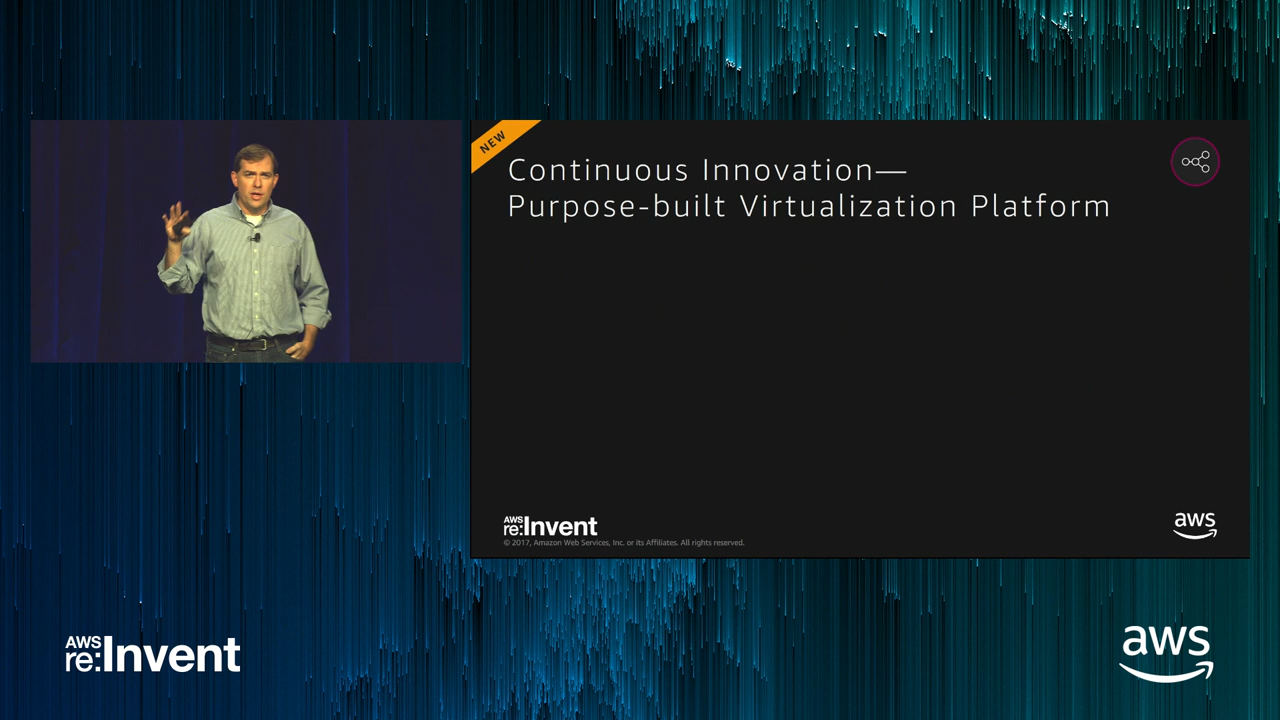 NEW
Continuous Innovation—
Purpose-built Virtualization Platform
AWS
re:Invent
© 2017, Amazon Web Services, Inc. or its Affiliates. All rights reserved.
aws
AWS
re:Invent
aws